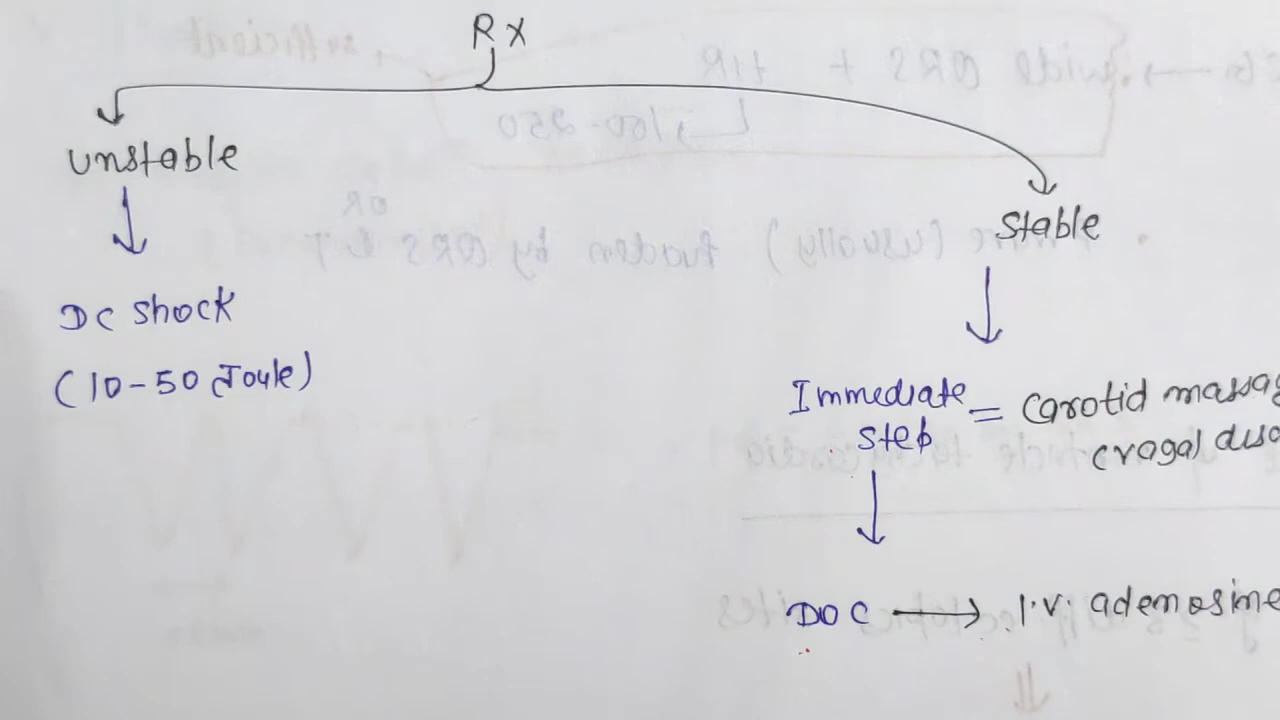 Rx
unstable
Stable
DC Shock
(10-50 Joule)
Immediate step = Carotid massag
(vagal
DOC → I.V. adenosine